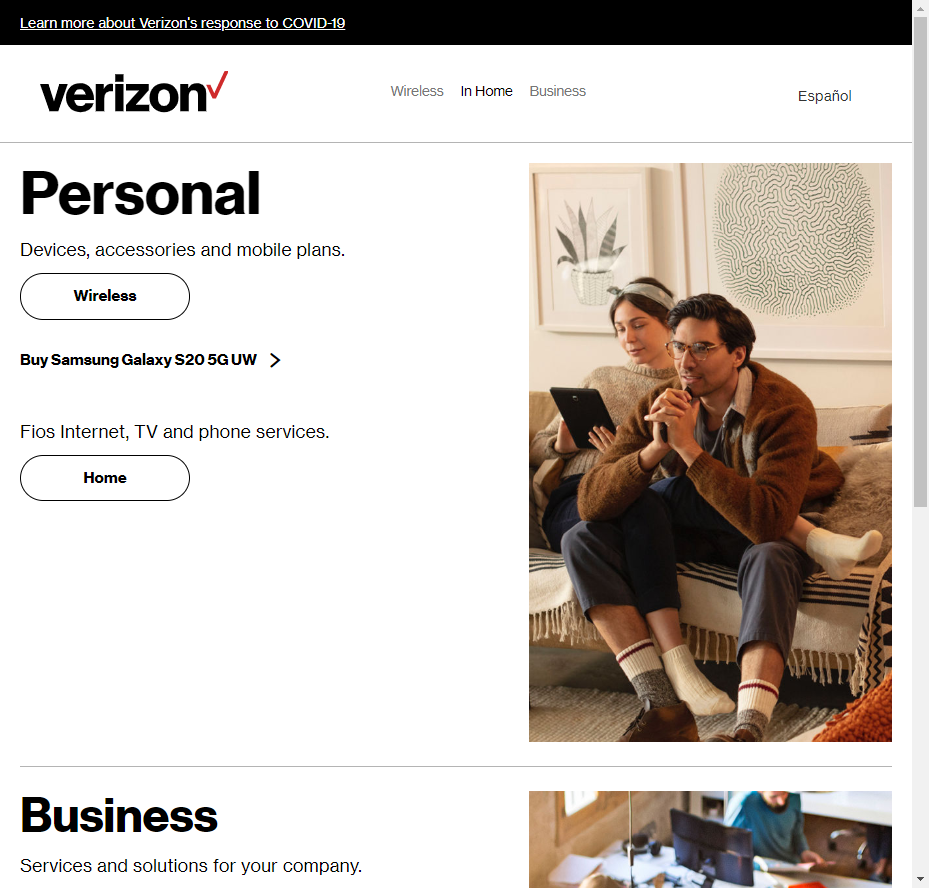 Learn more about Verizon's response to COVID-19
verizon
Wireless In Home Business
Español
Personal
Devices, accessories and mobile plans.
Wireless
Buy Samsung Galaxy S20 5G UW
Fios Internet, TV and phone services.
Home
Business
Services and solutions for your company.